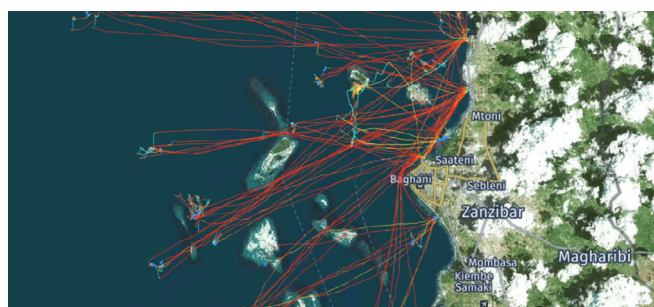 Mtoni
Saateni
Baghani
Sebleni
Zanzibar
Magharibi
Mombasa
Kiembe
Samaki